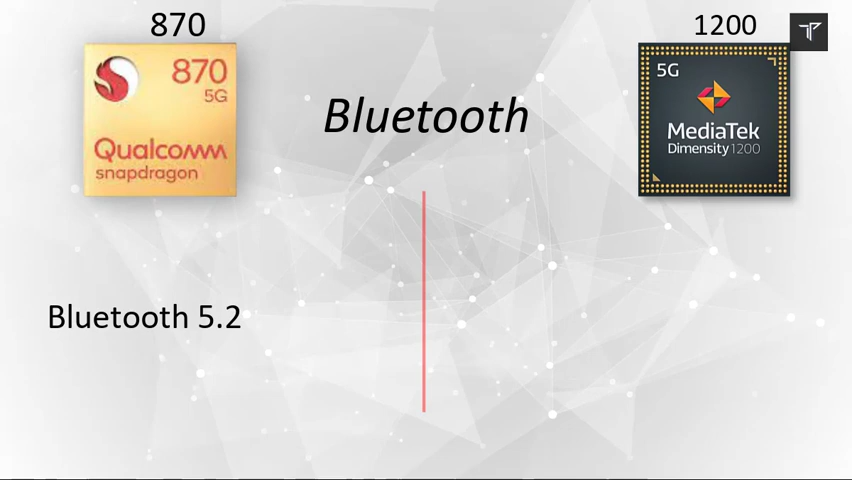 870
1200
870
5G
Qualcomm
snapdragon
Bluetooth
5G
MediaTek
Dimensity 1200
Bluetooth 5.2